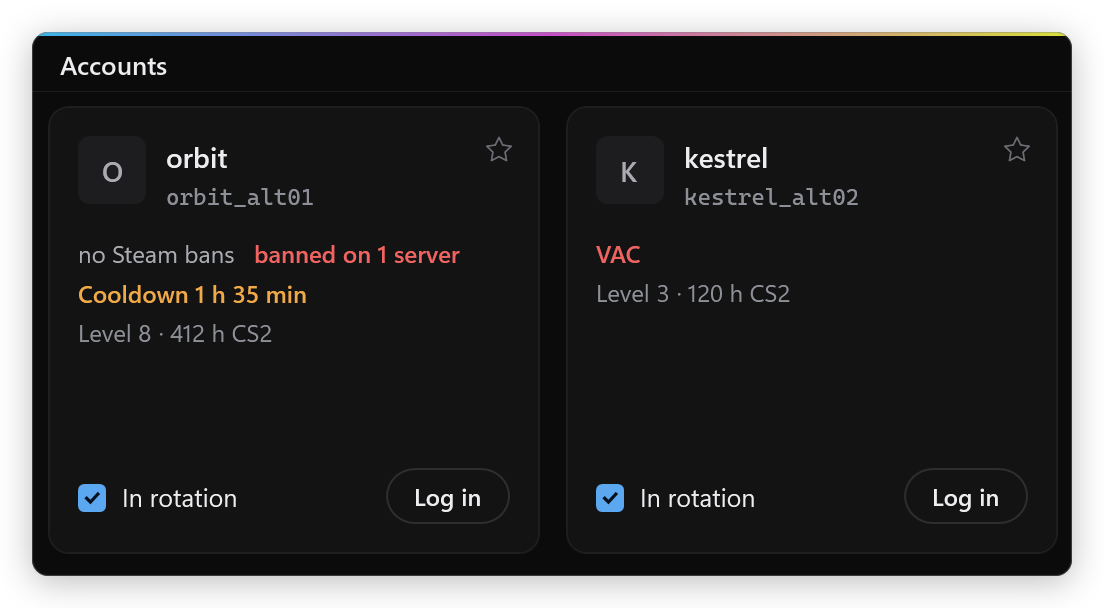 Accounts
O
orbit
orbit_alt01
no Steam bans banned on 1 server
Cooldown 1 h 35 min
Level 8 · 412 h CS2
In rotation
Log in
K
kestrel
kestrel_alt02
VAC
Level 3 · 120 h CS2
In rotation
Log in